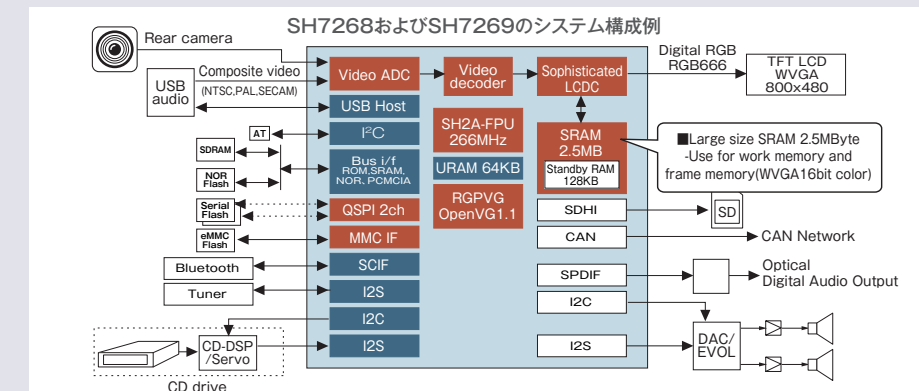 SH7268およびSH7269のシステム構成例
Rear camera
USB
audio
Composite video
(NTSC,PAL,SECAM)
AT
SDRAM
NOR
Flash
Serial
Flash
eMMC
Flash
Bluetooth
Tuner
CD-DSP
/Servo
CD drive
Video ADC
USB Host
I²C
Bus i/f
ROM,SRAM,
NOR, PCMCIA
QSPI 2ch
MMC IF
SCIF
I2S
I2C
I2S
Video
decoder
SH2A-FPU
266MHz
URAM 64KB
RGPVG
OpenVG1.1
Sophisticated
LCDC
SRAM
2.5MB
Standby RAM
128KB
SDHI
CAN
SPDIF
I2C
I2S
Digital RGB
RGB666
TFT LCD
WVGA
800x480
■Large size SRAM 2.5MByte
-Use for work memory and
frame memory(WVGA16bit color)
SD
CAN Network
Optical
Digital Audio Output
DAC/
EVOL